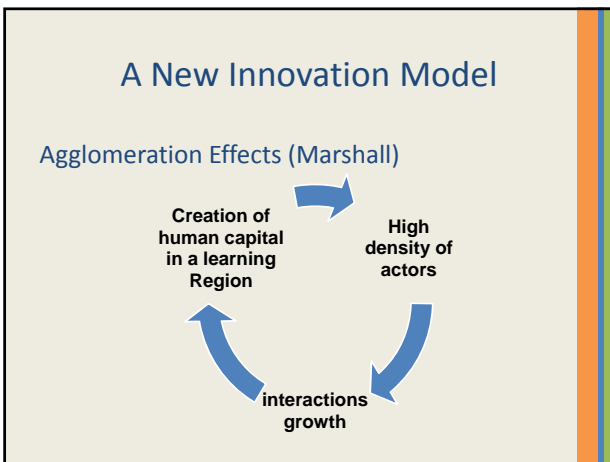 A New Innovation Model
Agglomeration Effects (Marshall)
Creation of
human capital
in a learning
Region
High
density of
actors
interactions
growth